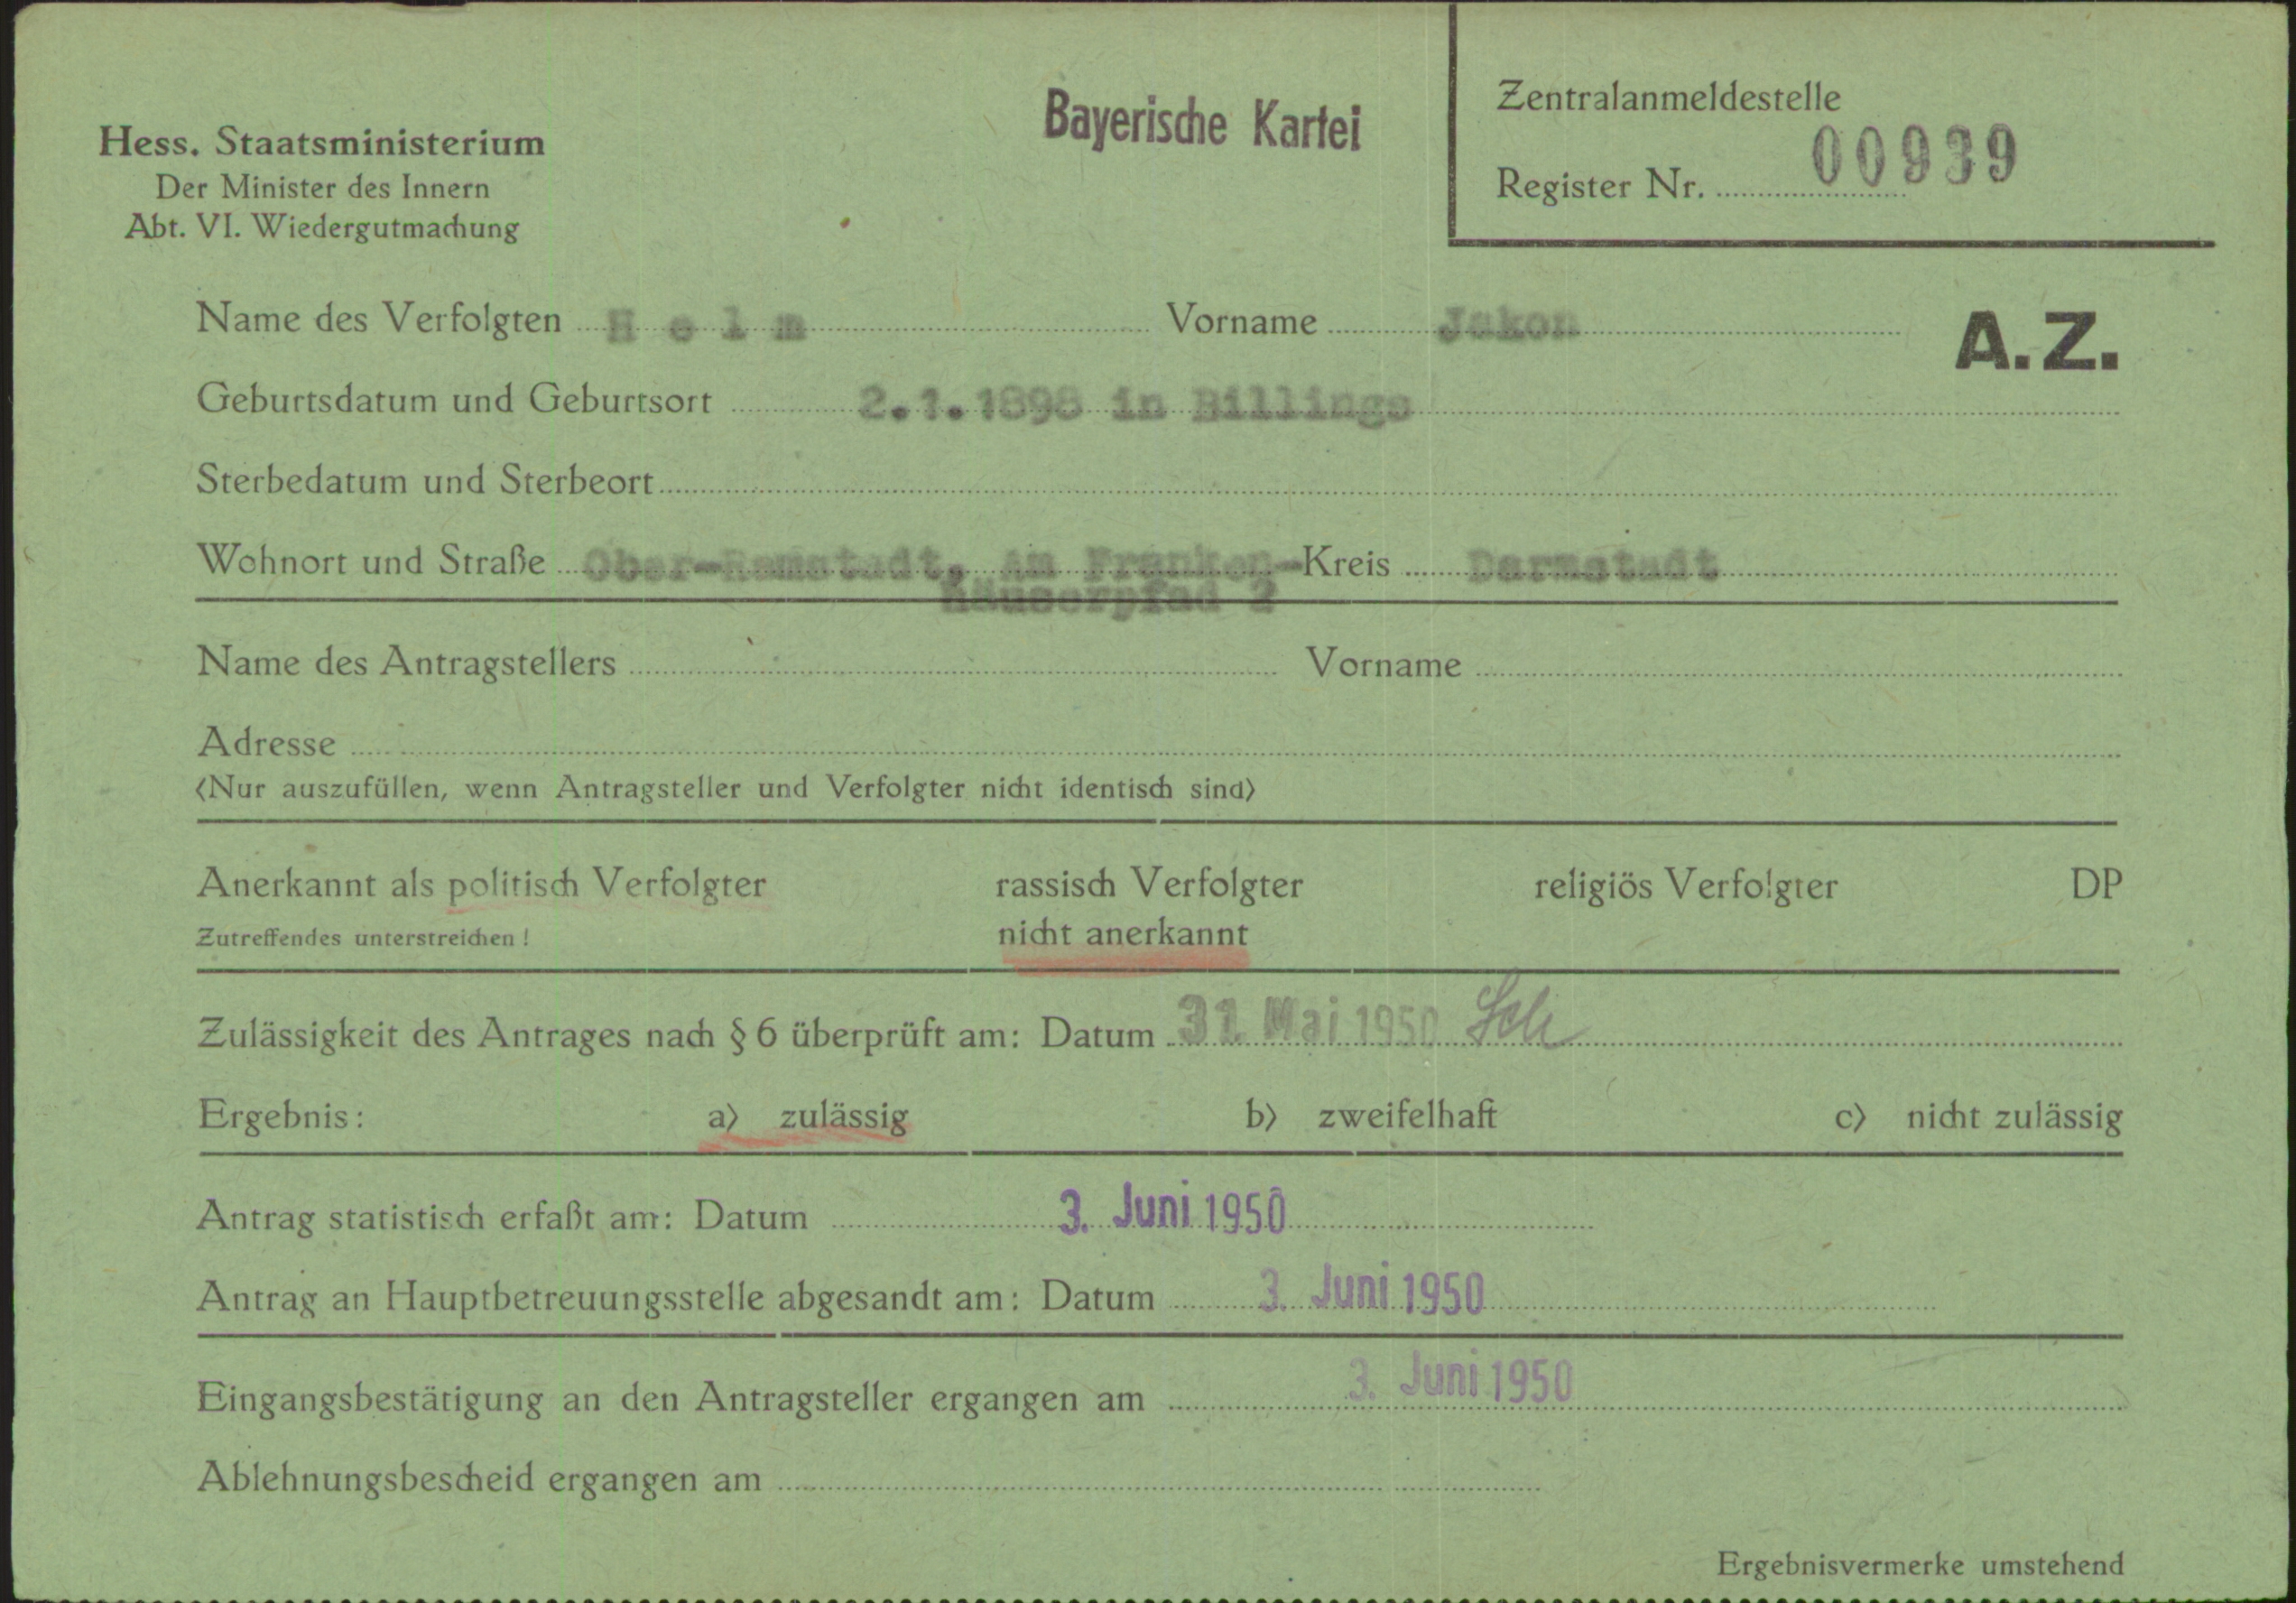 Hess. Staatsministerium
Der Minister des Innern
Abt. VI. Wiedergutmachung
Bayerische Kartei
Zentralanmeldestelle
Register Nr. 00939
Name des Verfolgten H e l m Vorname
A.Z.
Geburtsdatum und Geburtsort 2.1.1898 in Billings
Sterbedatum und Sterbeort
Wohnort und Straße Ober-Ramstadt, Am Franken- Kreis Darmstadt
häuserpfad 2
Name des Antragstellers Vorname
Adresse
(Nur auszufüllen, wenn Antragsteller und Verfolgter nicht identisch sind)
Anerkannt als politisch Verfolgter rassisch Verfolgter religiös Verfolgter DP
Zutreffendes unterstreichen! nicht anerkannt
Zulässigkeit des Antrages nach § 6 überprüft am: Datum 31. Mai 1950 Sch
Ergebnis: a) zulässig b) zweifelhaft c) nicht zulässig
Antrag statistisch erfaßt am: Datum 3. Juni 1950
Antrag an Hauptbetreuungsstelle abgesandt am: Datum 3. Juni 1950
Eingangsbestätigung an den Antragsteller ergangen am 3. Juni 1950
Ablehnungsbescheid ergangen am
Ergebnisvermerke umstehend